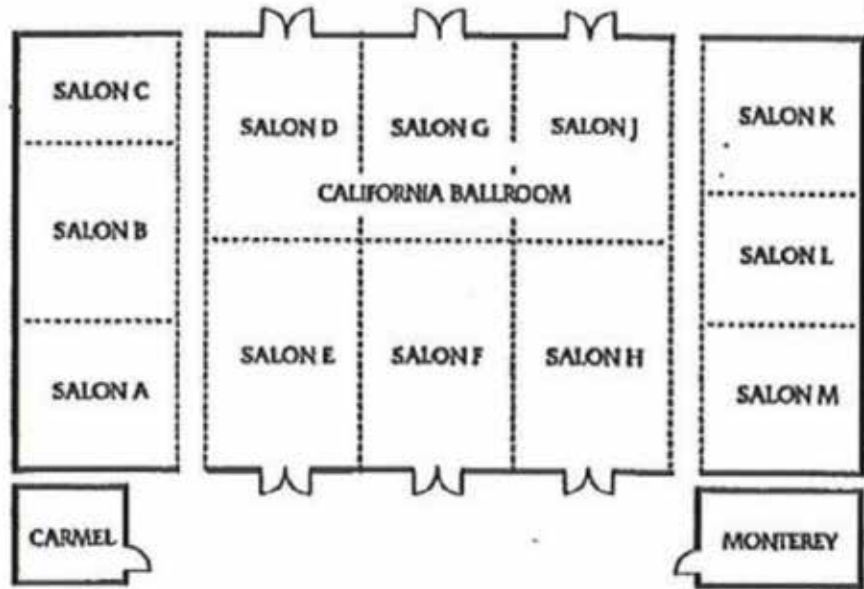 SALON C
SALON D
SALON G
SALON J
SALON K
CALIFORNIA BALLROOM
SALON B
SALON L
SALON E
SALON F
SALON H
SALON A
SALON M
CARMEL
MONTEREY